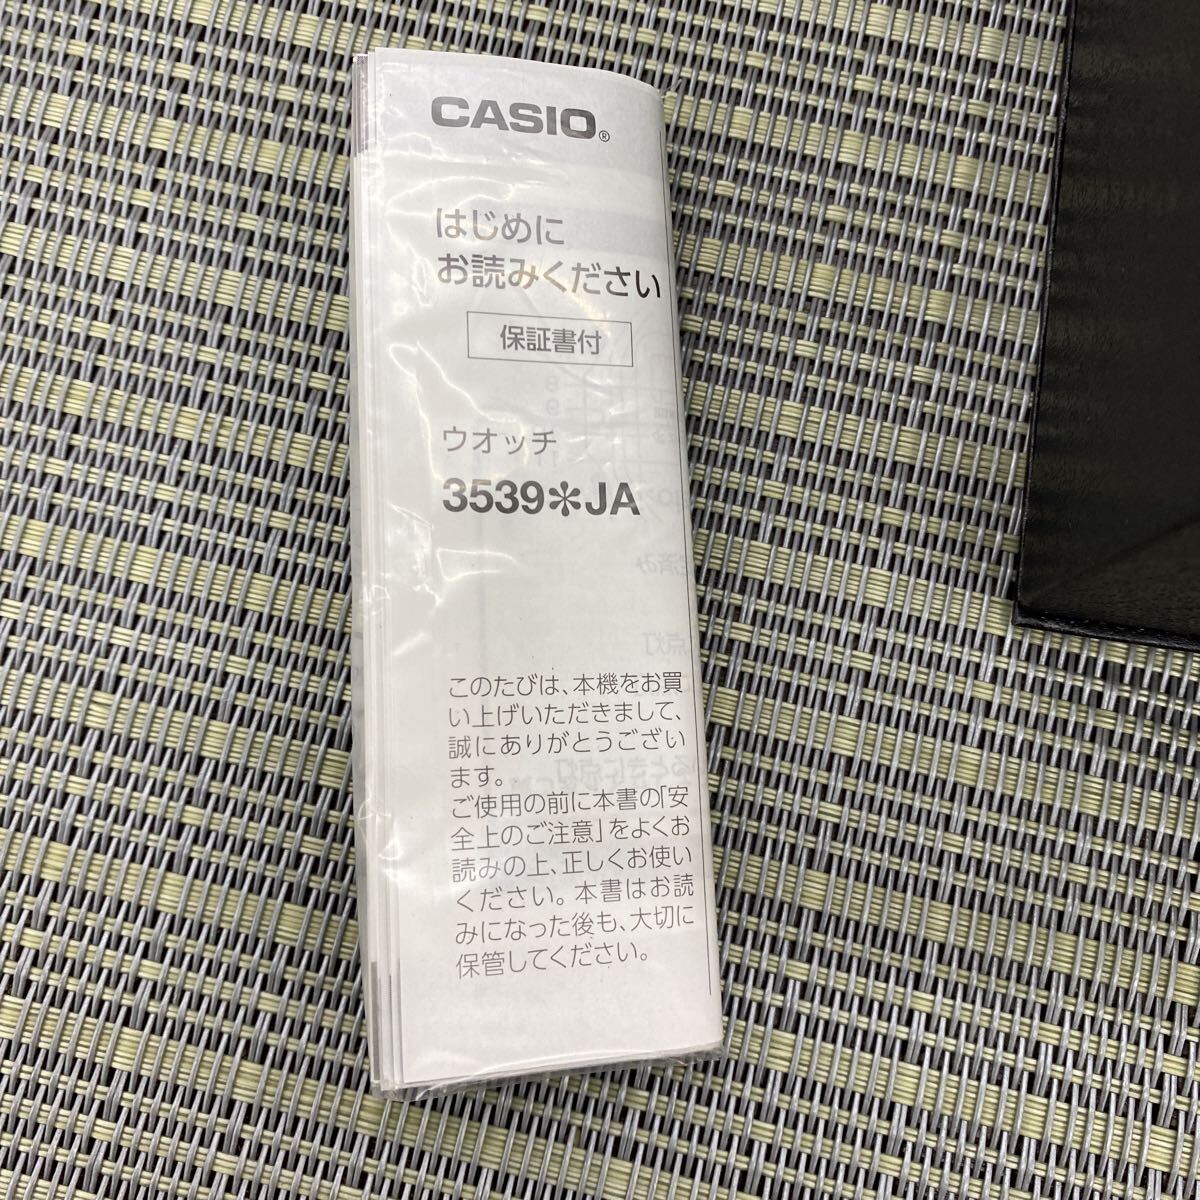 CASIO®
はじめに
お読みください
保証書付
ウオッチ
3539✻JA
このたびは、本機をお買
い上げいただきまして、
誠にありがとうござい
ます。
ご使用の前に本書の「安
全上のご注意」をよくお
読みの上、正しくお使い
ください。本書はお読
みになった後も、大切に
保管してください。